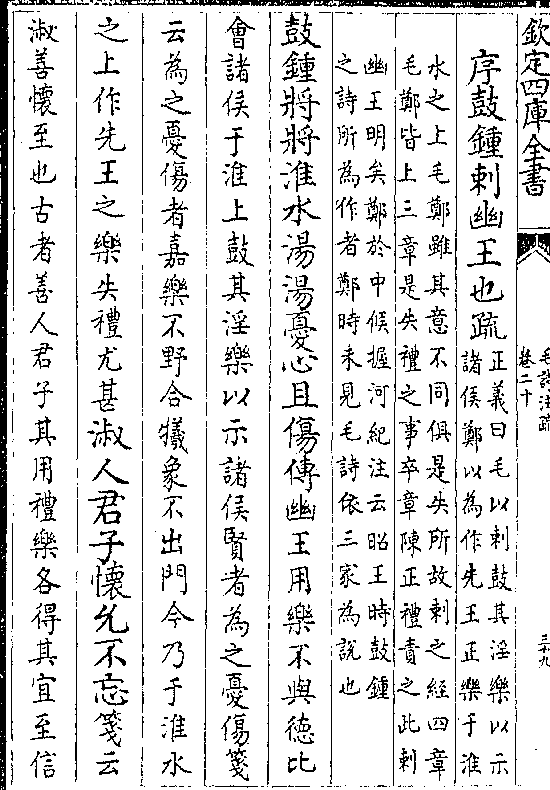 欽定四庫全書
毛詩注疏
卷二十
三十九
序鼓鍾刺幽王也疏
正義曰毛以刺鼓其淫樂以示
諸侯鄭以為作先王正樂于淮
水之上毛鄭雖其意不同俱是失所故刺之經四章
毛鄭皆上三章是失禮之事卒章陳正禮責之此刺
幽王明矣鄭於中候握河紀注云昭王時鼓鍾
之詩所為作者鄭時未見毛詩依三家為說也
鼓鍾將將淮水湯湯憂心且傷傳幽王用樂不與德比
會諸侯于淮上鼓其淫樂以示諸侯賢者為之憂傷箋
云為之憂傷者嘉樂不野合犧象不出門今乃于淮水
之上作先王之樂失禮尤甚淑人君子懷允不忘箋云
淑善懷至也古者善人君子其用禮樂各得其宜至信